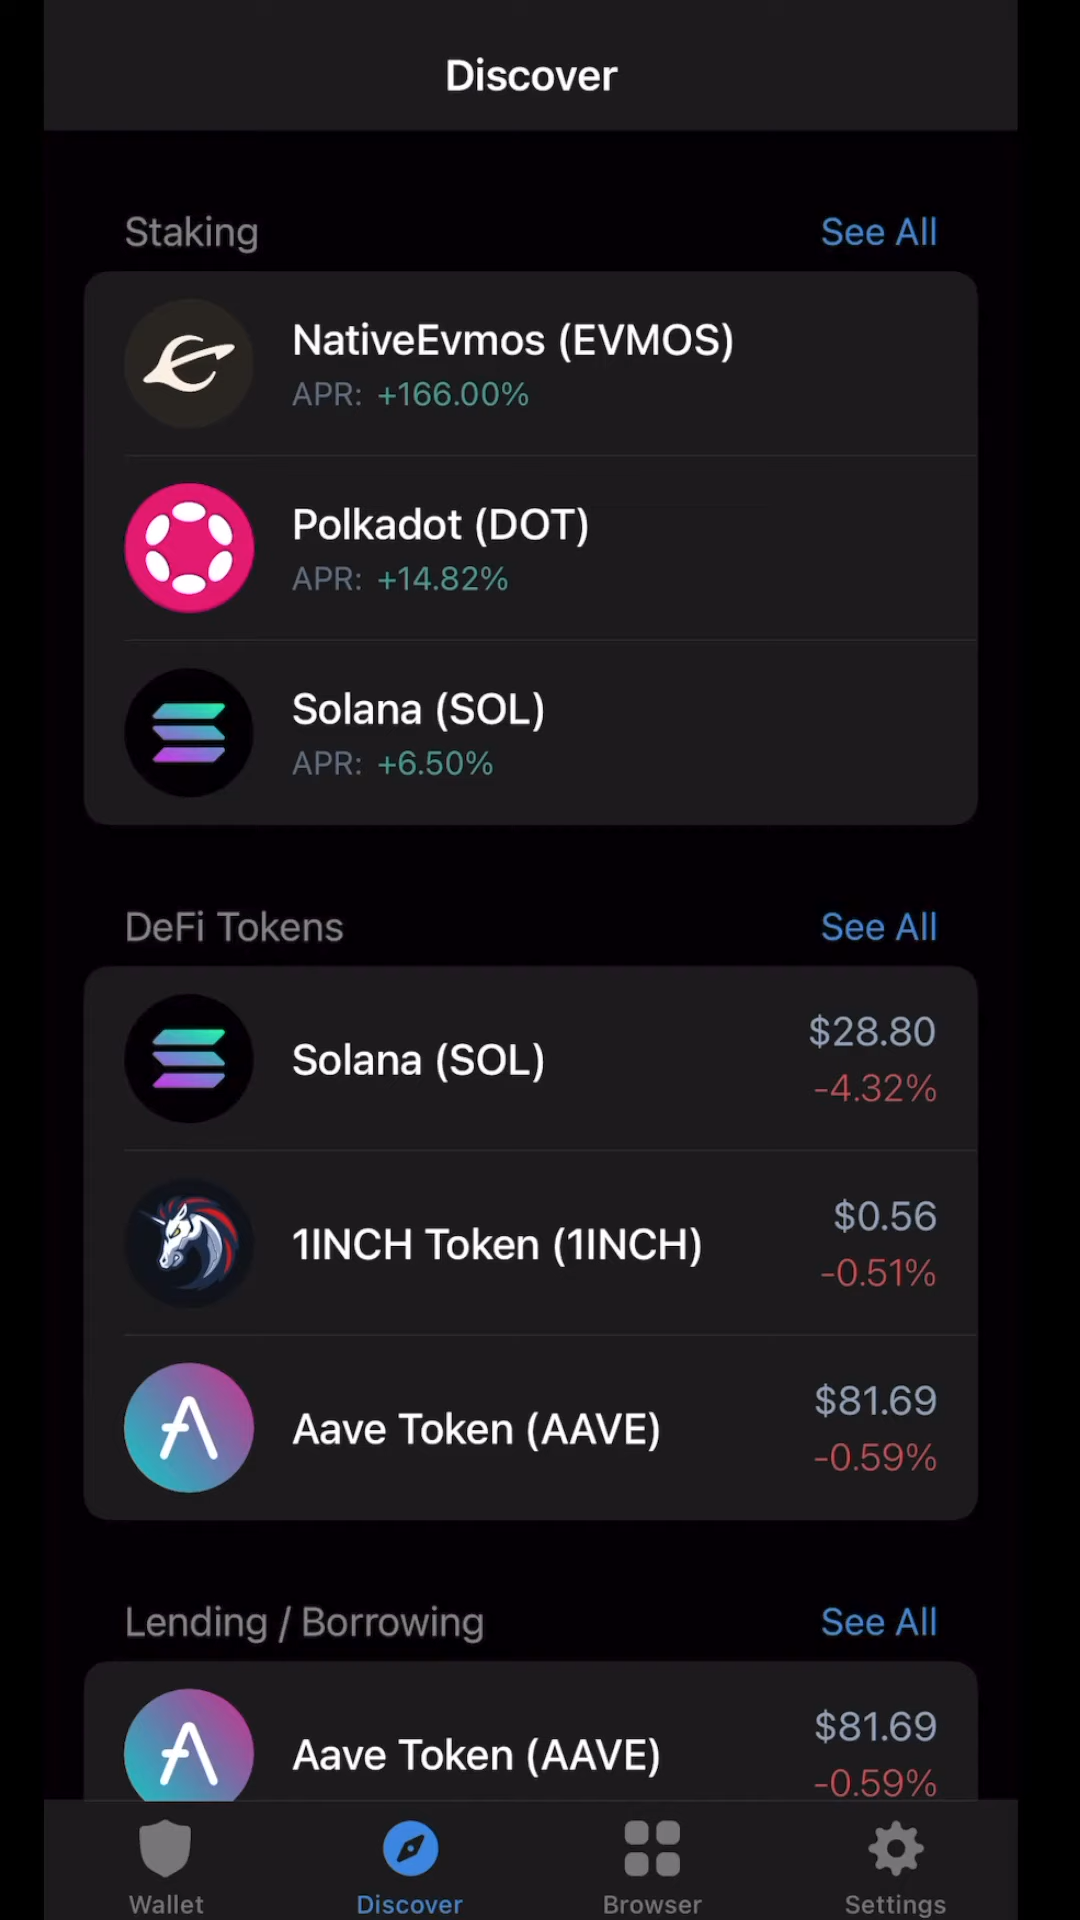 Discover
Staking
See All
NativeEvmos (EVMOS)
APR: +166.00%
Polkadot (DOT)
APR: +14.82%
Solana (SOL)
APR: +6.50%
DeFi Tokens
See All
Solana (SOL)
$28.80
-4.32%
1INCH Token (1INCH)
$0.56
-0.51%
Aave Token (AAVE)
$81.69
-0.59%
Lending / Borrowing
See All
Aave Token (AAVE)
$81.69
-0.59%
Wallet
Discover
Browser
Settings